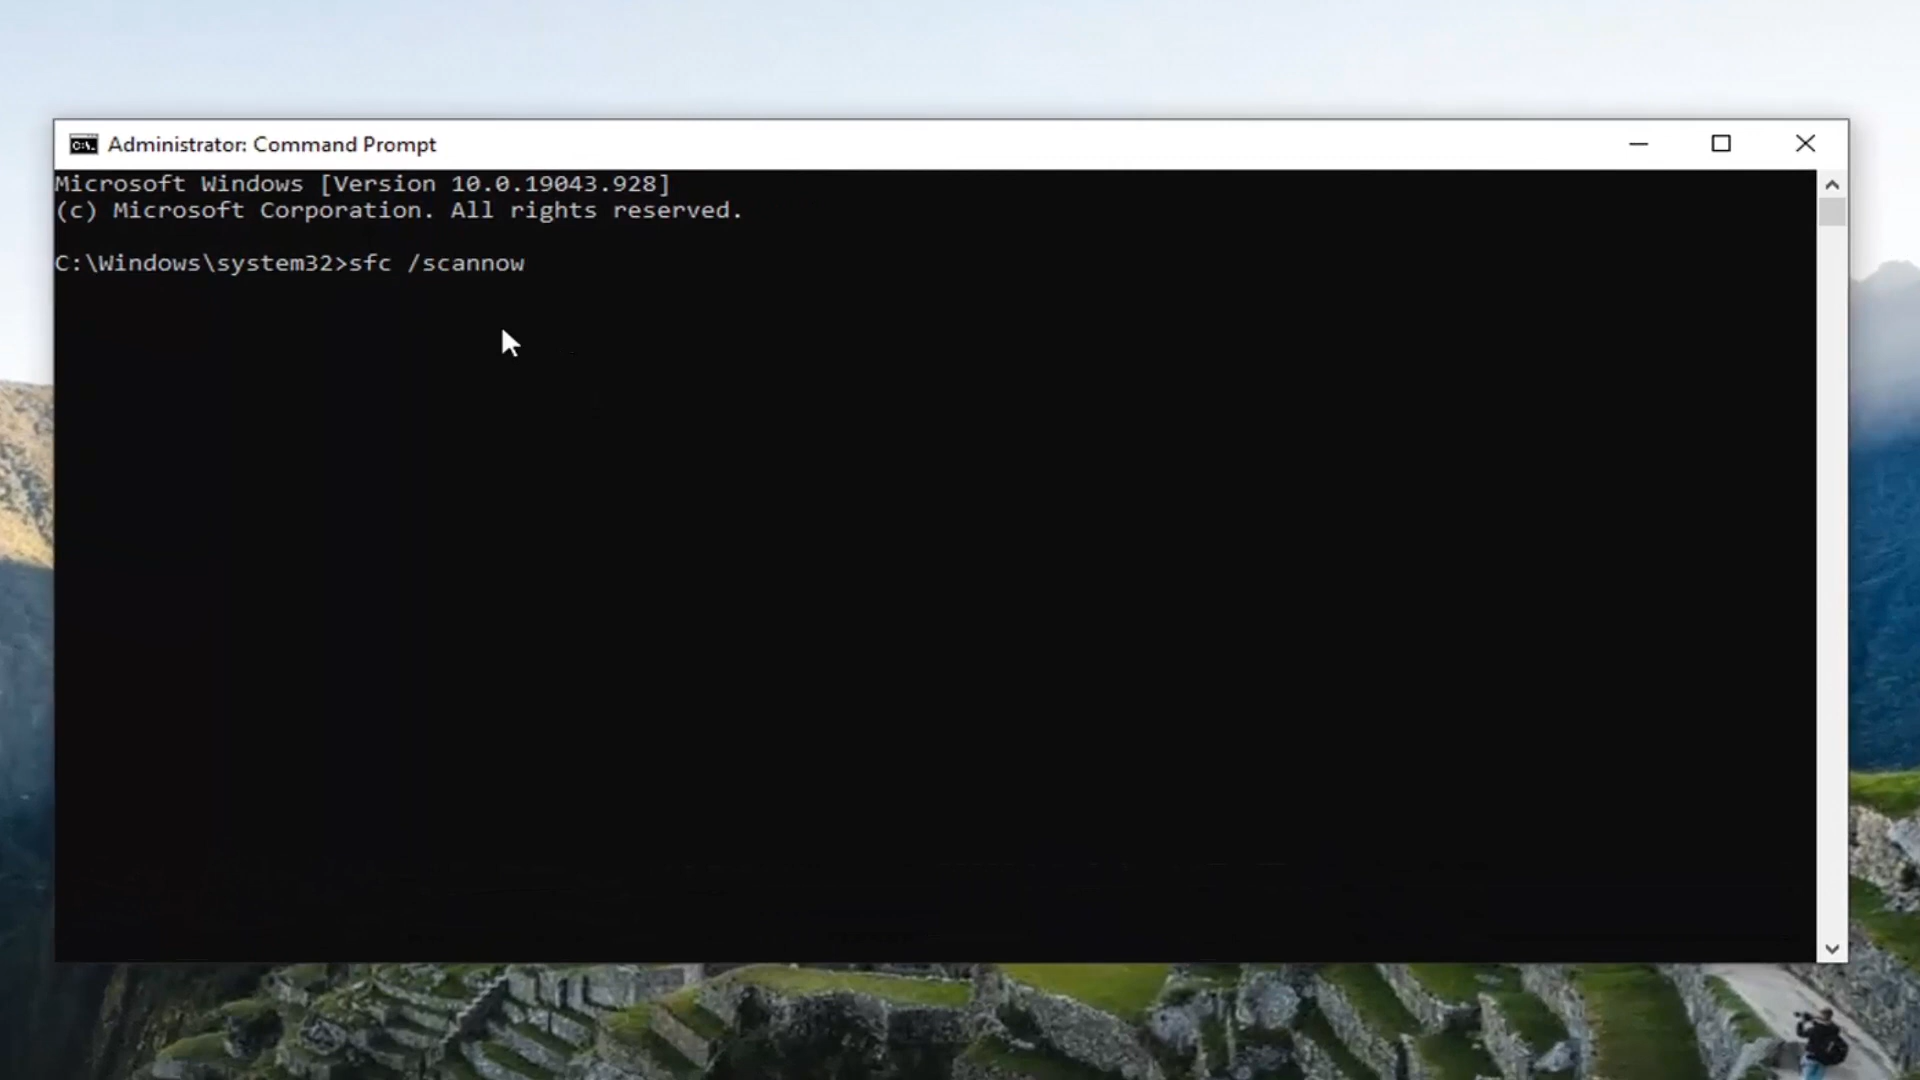 Administrator: Command Prompt
Microsoft Windows [Version 10.0.19043.928]
(c) Microsoft Corporation. All rights reserved.
C:\Windows\system32>sfc /scannow